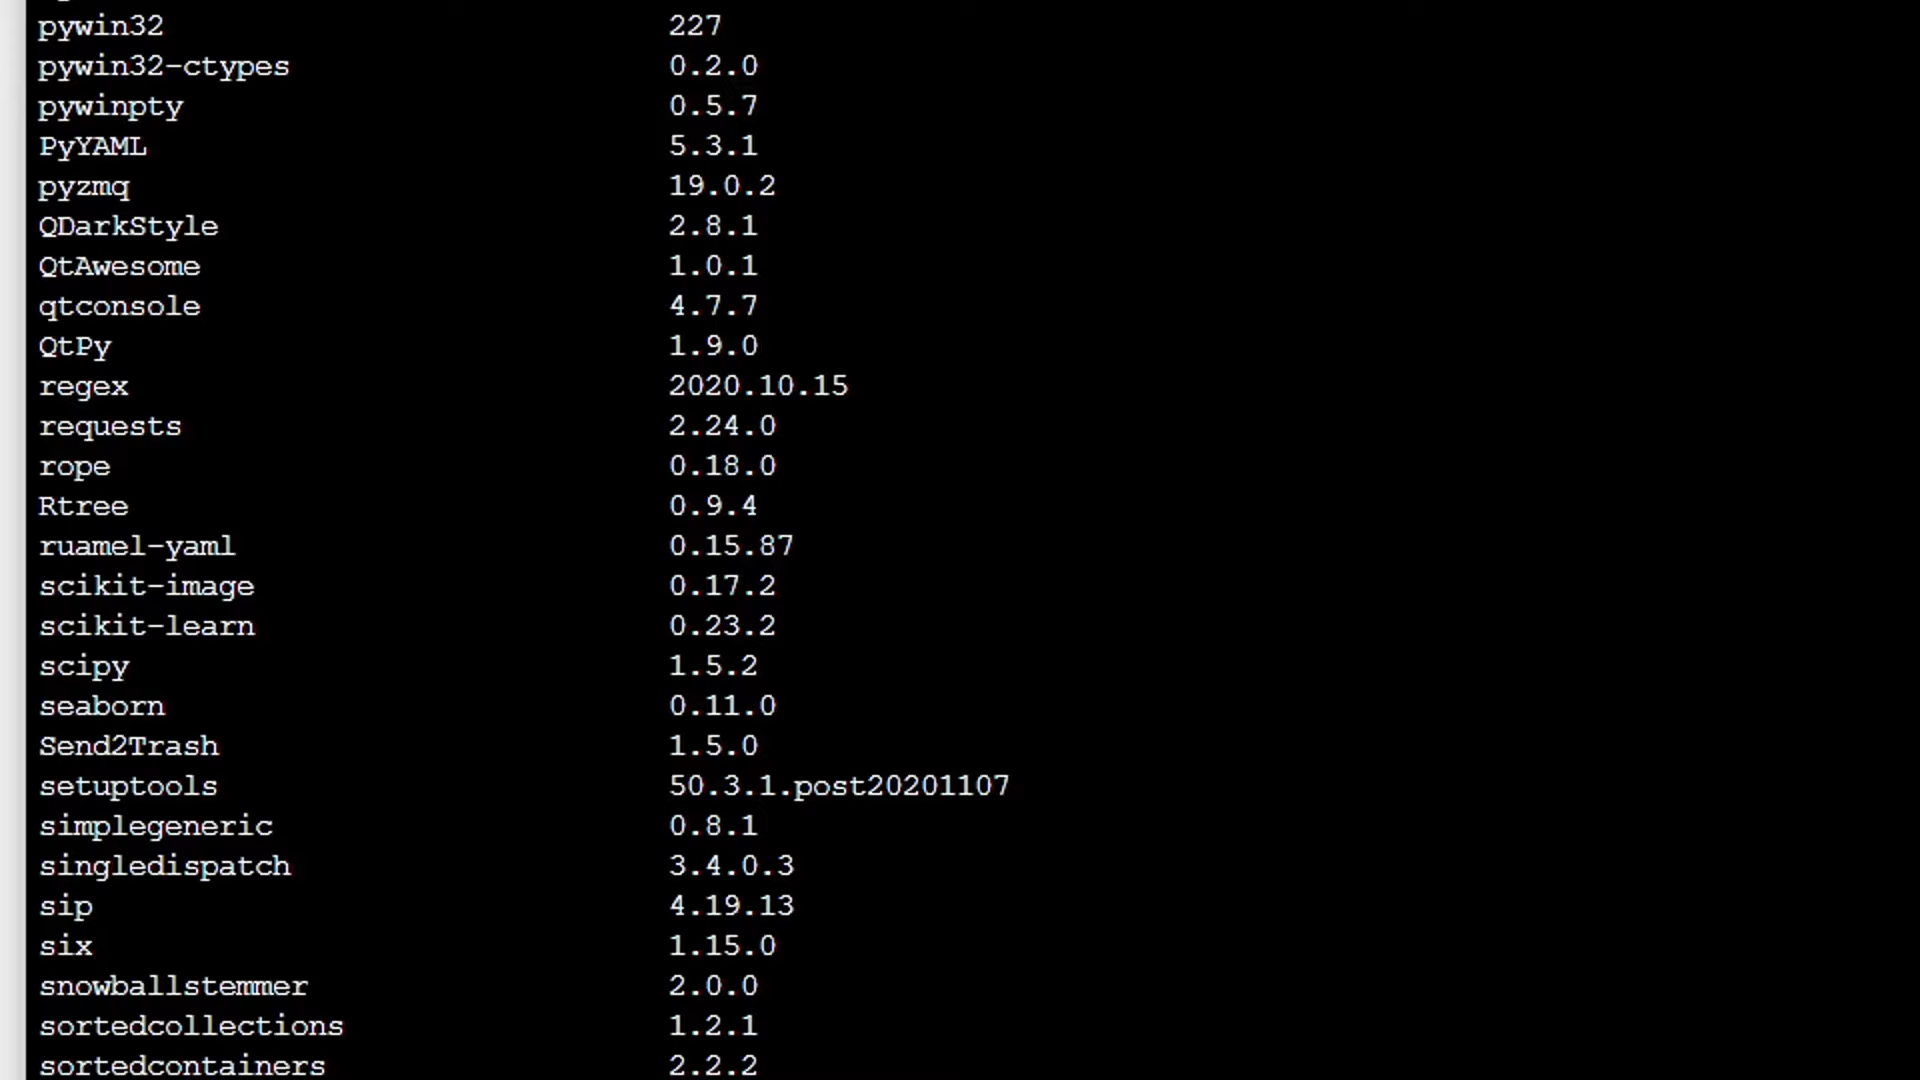 pywin32 227
pywin32-ctypes 0.2.0
pywinpty 0.5.7
PyYAML 5.3.1
pyzmq 19.0.2
QDarkStyle 2.8.1
QtAwesome 1.0.1
qtconsole 4.7.7
QtPy 1.9.0
regex 2020.10.15
requests 2.24.0
rope 0.18.0
Rtree 0.9.4
ruamel-yaml 0.15.87
scikit-image 0.17.2
scikit-learn 0.23.2
scipy 1.5.2
seaborn 0.11.0
Send2Trash 1.5.0
setuptools 50.3.1.post20201107
simplegeneric 0.8.1
singledispatch 3.4.0.3
sip 4.19.13
six 1.15.0
snowballstemmer 2.0.0
sortedcollections 1.2.1
sortedcontainers 2.2.2